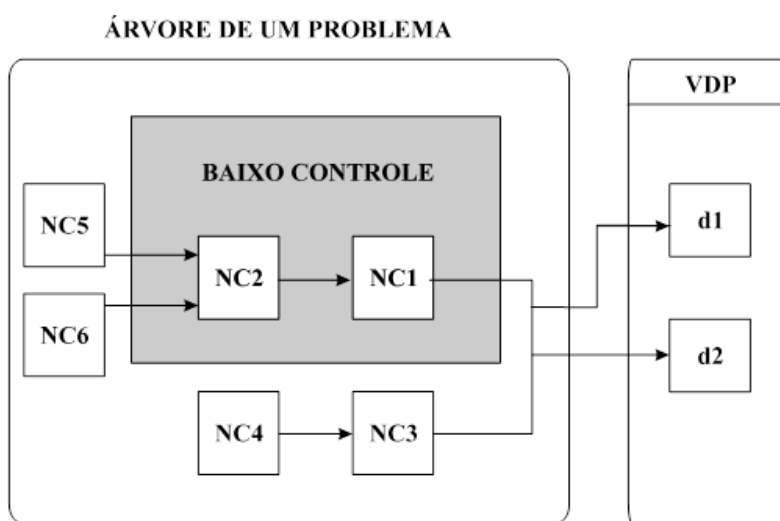 ÁRVORE DE UM PROBLEMA
VDP
BAIXO CONTROLE
NC5
d1
NC2
NC1
NC6
d2
NC4
NC3